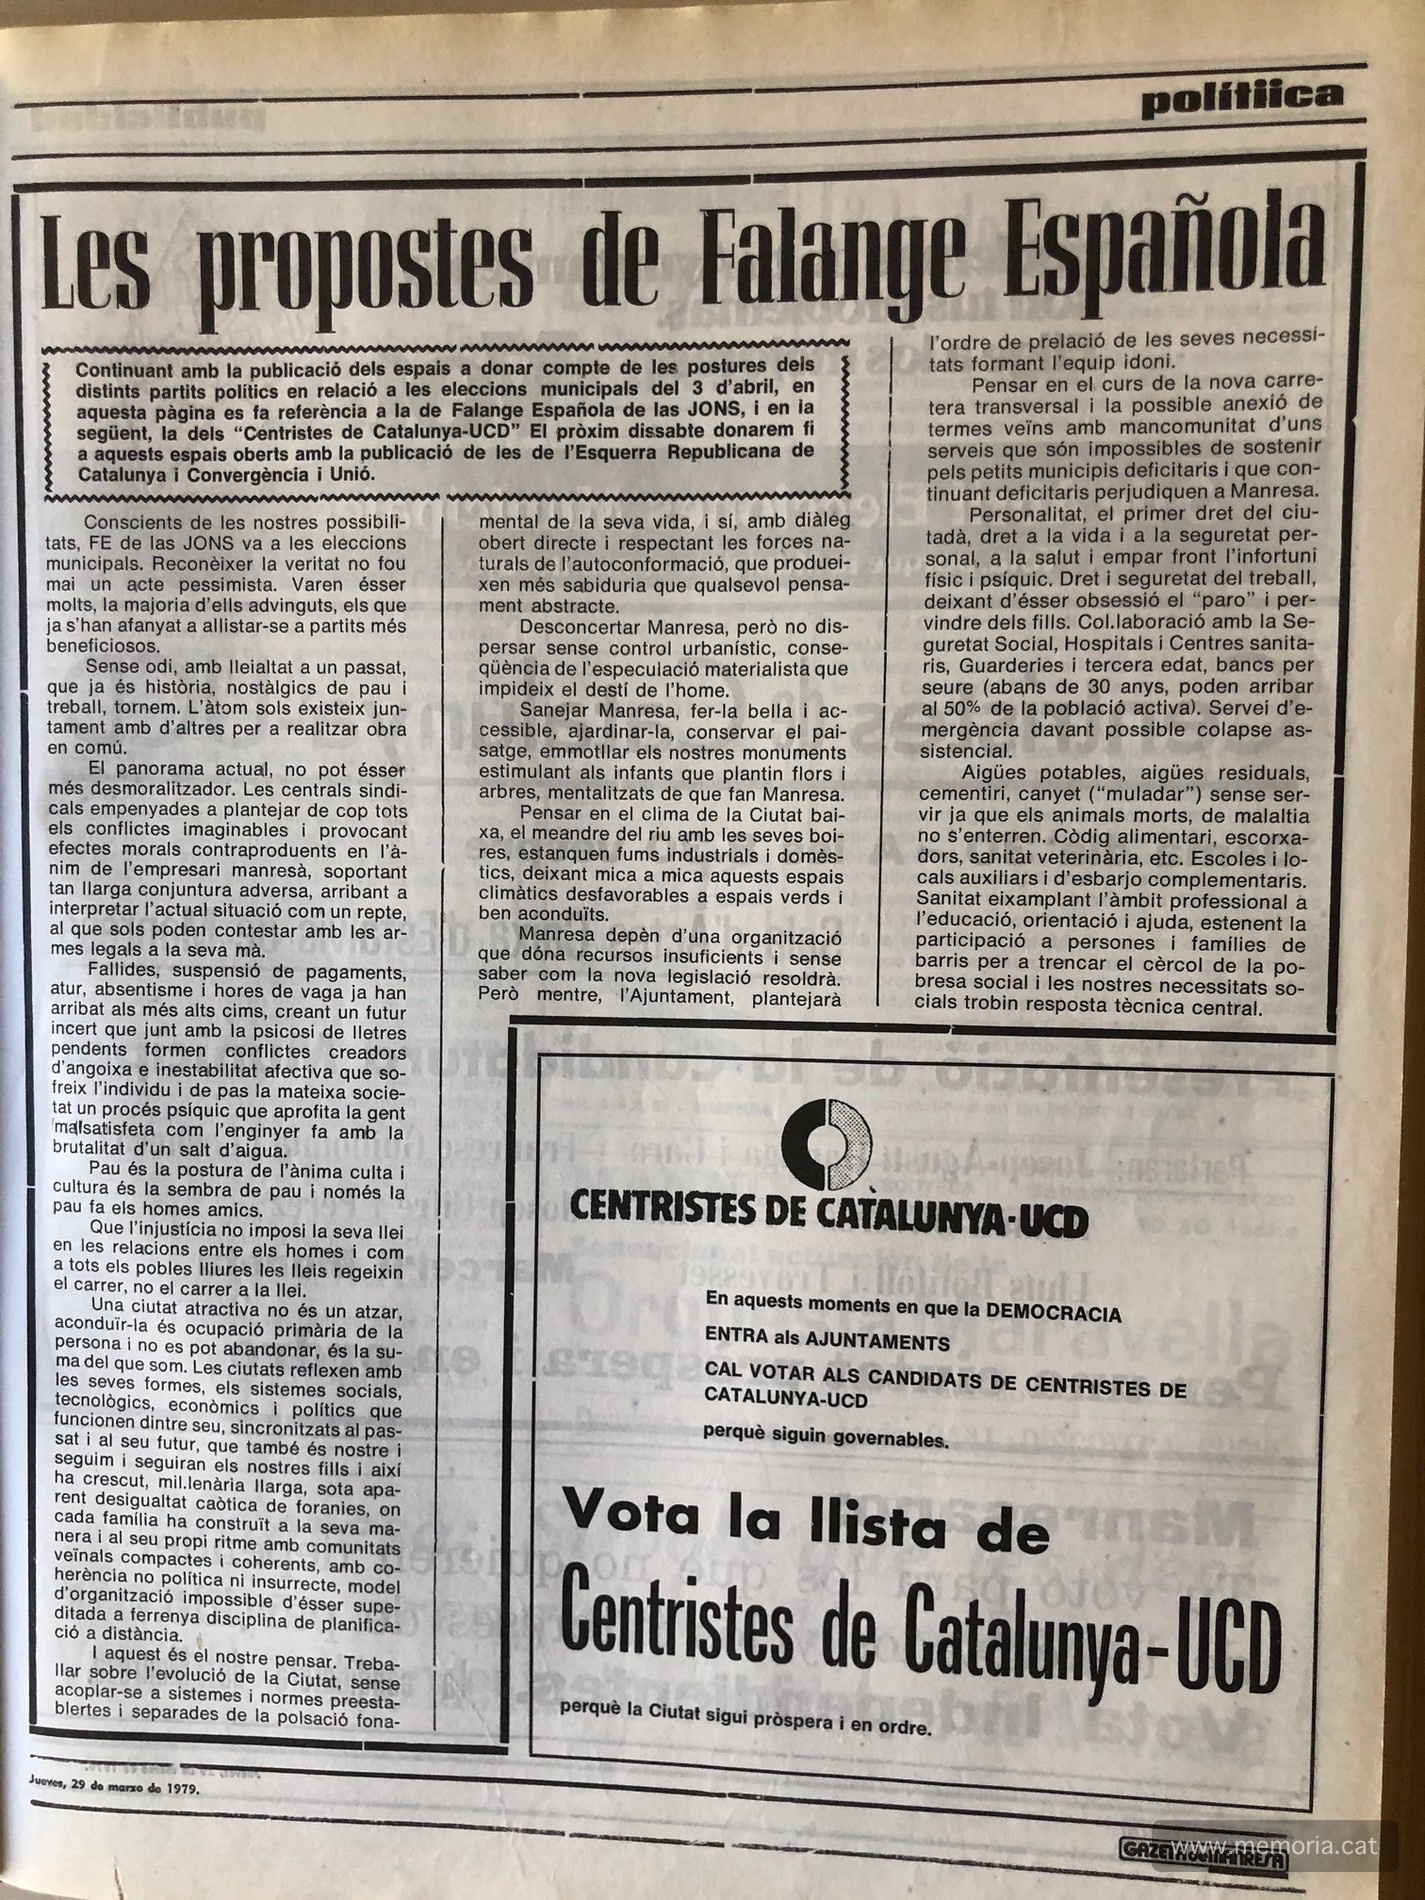 polítiica
Les propostes de Falange Española
Continuant amb la publicació dels espais a donar compte de les postures dels
distints partits polítics en relació a les eleccions municipals del 3 d'abril, en
aquesta pàgina es fa referència a la de Falange Española de las JONS, i en la
següent, la dels “Centristes de Catalunya-UCD” El pròxim dissabte donarem fi
a aquests espais oberts amb la publicació de les de l'Esquerra Republicana de
Catalunya i Convergència i Unió.
Conscients de les nostres possibili-
tats, FE de las JONS va a les eleccions
municipals. Reconèixer la veritat no fou
mai un acte pessimista. Varen ésser
molts, la majoria d'ells advinguts, els que
ja s'han afanyat a allistar-se a partits més
beneficiosos.
Sense odi, amb lleialtat a un passat,
que ja és història, nostàlgics de pau i
treball, tornem. L'àtom sols existeix jun-
tament amb d'altres per a realitzar obra
en comú.
El panorama actual, no pot ésser
més desmoralitzador. Les centrals sindi-
cals empenyades a plantejar de cop tots
els conflictes imaginables i provocant
efectes morals contraproduents en l'à-
nim de l'empresari manresà, soportant
tan llarga conjuntura adversa, arribant a
interpretar l'actual situació com un repte,
al que sols poden contestar amb les ar-
mes legals a la seva mà.
Fallides, suspensió de pagaments,
atur, absentisme i hores de vaga ja han
arribat als més alts cims, creant un futur
incert que junt amb la psicosi de lletres
pendents formen conflictes creadors
d'angoixa e inestabilitat afectiva que so-
freix l'individu i de pas la mateixa socie-
tat un procés psíquic que aprofita la gent
malsatisfeta com l'enginyer fa amb la
brutalitat d'un salt d'aigua.
Pau és la postura de l'ànima culta i
cultura és la sembra de pau i només la
pau fa els homes amics.
Que l'injustícia no imposi la seva llei
en les relacions entre els homes i com
a tots els pobles lliures les lleis regeixin
el carrer, no el carrer a la llei.
Una ciutat atractiva no és un atzar,
aconduïr-la és ocupació primària de la
persona i no es pot abandonar, és la su-
ma del que som. Les ciutats reflexen amb
les seves formes, els sistemes socials,
tecnològics, econòmics i polítics que
funcionen dintre seu, sincronitzats al pas-
sat i al seu futur, que també és nostre i
seguim i seguiran els nostres fills i així
ha crescut, mil.lenària llarga, sota apa-
rent desigualtat caòtica de foranies, on
cada família ha construït a la seva ma-
nera i al seu propi ritme amb comunitats
veïnals compactes i coherents, amb co-
herència no política ni insurrecte, model
d'organització impossible d'ésser supe-
ditada a ferrenya disciplina de planifica-
ció a distància.
I aquest és el nostre pensar. Treba-
llar sobre l'evolució de la Ciutat, sense
acoplar-se a sistemes i normes preesta-
blertes i separades de la polsació fona-
mental de la seva vida, i sí, amb diàleg
obert directe i respectant les forces na-
turals de l'autoconformació, que produei-
xen més sabiduria que qualsevol pensa-
ment abstracte.
Desconcertar Manresa, però no dis-
persar sense control urbanístic, conse-
qüència de l'especulació materialista que
impideix el destí de l'home.
Sanejar Manresa, fer-la bella i ac-
cessible, ajardinar-la, conservar el pai-
satge, emmotllar els nostres monuments
estimulant als infants que plantin flors i
arbres, mentalitzats de que fan Manresa.
Pensar en el clima de la Ciutat bai-
xa, el meandre del riu amb les seves boi-
res, estanquen fums industrials i domès-
tics, deixant mica a mica aquests espais
climàtics desfavorables a espais verds i
ben aconduïts.
Manresa depèn d'una organització
que dóna recursos insuficients i sense
saber com la nova legislació resoldrà.
Però mentre, l'Ajuntament, plantejarà
l'ordre de prelació de les seves necessi-
tats formant l'equip idoni.
Pensar en el curs de la nova carre-
tera transversal i la possible anexió de
termes veïns amb mancomunitat d'uns
serveis que són impossibles de sostenir
pels petits municipis deficitaris i que con-
tinuant deficitaris perjudiquen a Manresa.
Personalitat, el primer dret del ciu-
tadà, dret a la vida i a la seguretat per-
sonal, a la salut i empar front l'infortuni
físic i psíquic. Dret i seguretat del treball,
deixant d'ésser obsessió el “paro” i per-
vindre dels fills. Col.laboració amb la Se-
guretat Social, Hospitals i Centres sanita-
ris, Guarderies i tercera edat, bancs per
seure (abans de 30 anys, poden arribar
al 50% de la població activa). Servei d'e-
mergència davant possible colapse as-
sistencial.
Aigües potables, aigües residuals,
cementiri, canyet (“muladar”) sense ser-
vir ja que els animals morts, de malaltia
no s'enterren. Còdig alimentari, escorxa-
dors, sanitat veterinària, etc. Escoles i lo-
cals auxiliars i d'esbarjo complementaris.
Sanitat eixamplant l'àmbit professional a
l'educació, orientació i ajuda, estenent la
participació a persones i famílies de
barris per a trencar el cèrcol de la po-
bresa social i les nostres necessitats so-
cials trobin resposta tècnica central.
CENTRISTES DE CATALUNYA-UCD
En aquests moments en que la DEMOCRACIA
ENTRA als AJUNTAMENTS
CAL VOTAR ALS CANDIDATS DE CENTRISTES DE
CATALUNYA-UCD
perquè siguin governables.
Vota la llista de
Centristes de Catalunya-UCD
perquè la Ciutat sigui pròspera i en ordre.
Jueves, 29 de marzo de 1979.
GAZETA DE MANRESA
www.memoria.cat